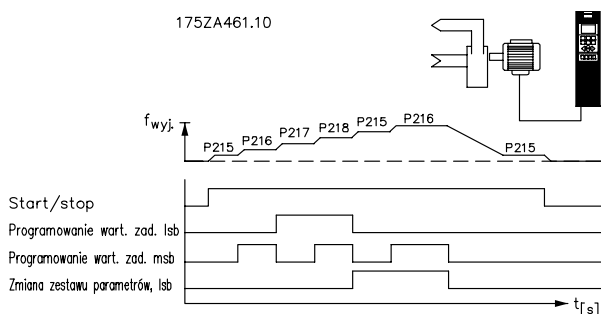 175ZA461.10
fwyj.
P215 P216 P217 P218 P215 P216 P215
Start/stop
Programowanie wart. zad. lsb
Programowanie wart. zad. msb
Zmiana zestawu parametrów, lsb
t[s]